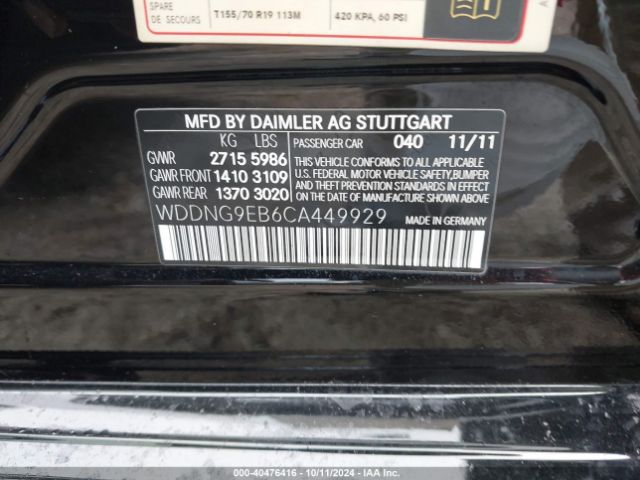 SPARE
DE SECOURS
T155/70 R19 113M
420 KPA, 60 PSI
MFD BY DAIMLER AG STUTTGART
KG LBS
GVWR 2715 5986
GAWR FRONT 1410 3109
GAWR REAR 1370 3020
PASSENGER CAR 040 11/11
THIS VEHICLE CONFORMS TO ALL APPLICABLE
U.S. FEDERAL MOTOR VEHICLE SAFETY, BUMPER
AND THEFT PREVENTION STANDARDS IN EFFECT
ON THE DATE OF MANUFACTURE SHOWN ABOVE.
WDDNG9EB6CA449929
MADE IN GERMANY
000-40476416 - 10/11/2024 - IAA Inc.